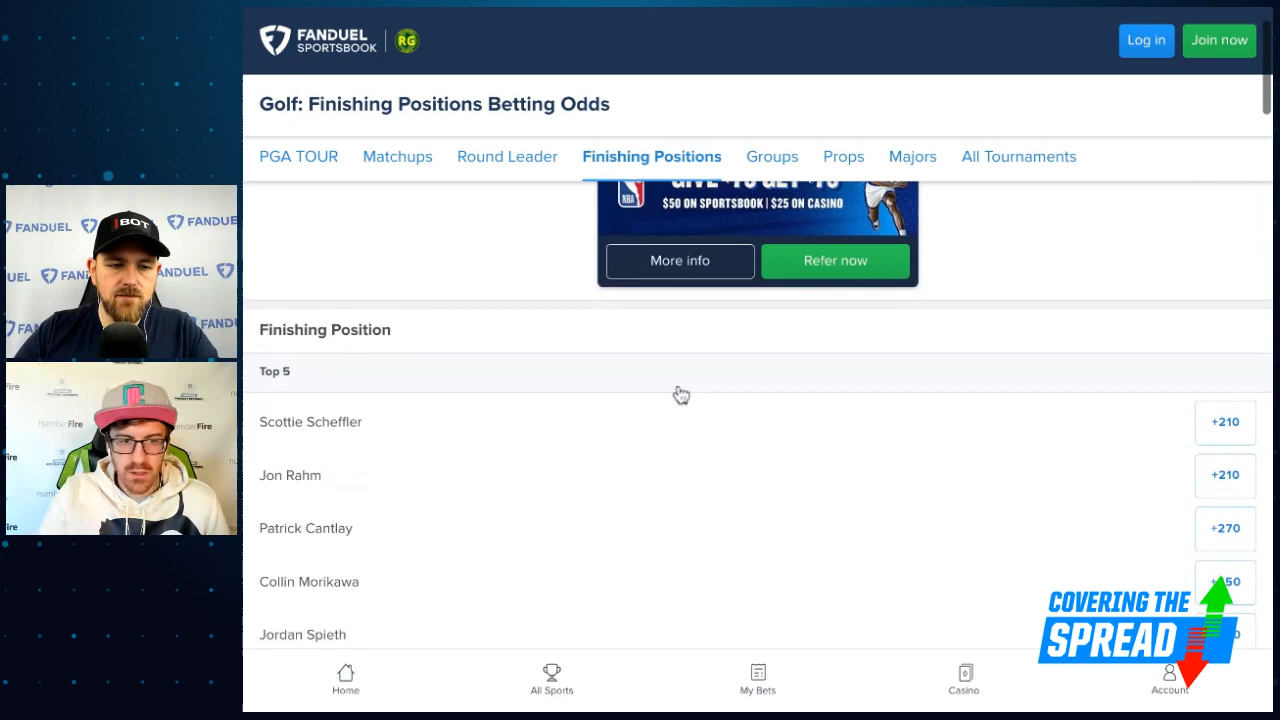 FANDUEL
SPORTSBOOK
RG
Log in
Join now
Golf: Finishing Positions Betting Odds
PGA TOUR Matchups Round Leader Finishing Positions Groups Props Majors All Tournaments
$50 ON SPORTSBOOK | $25 ON CASINO
More info
Refer now
Finishing Position
Top 5
Scottie Scheffler +210
Jon Rahm +210
Patrick Cantlay +270
Collin Morikawa
Jordan Spieth
COVERING THE
SPREAD
Home All Sports My Bets Casino Account
FANDUEL
FANDUEL
BOT
numberFire